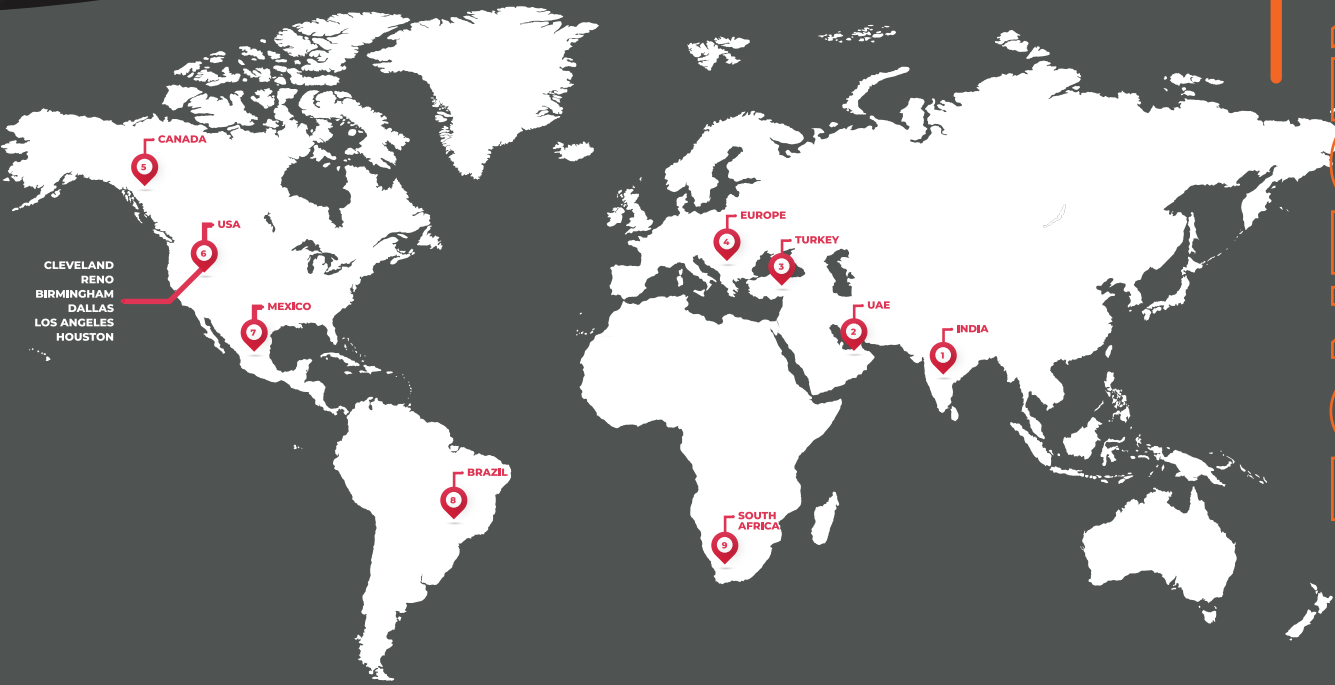 CANADA
5
USA
6
CLEVELAND
RENO
BIRMINGHAM
DALLAS
LOS ANGELES
HOUSTON
MEXICO
7
EUROPE
4
TURKEY
3
UAE
2
INDIA
1
BRAZIL
8
SOUTH
AFRICA
9